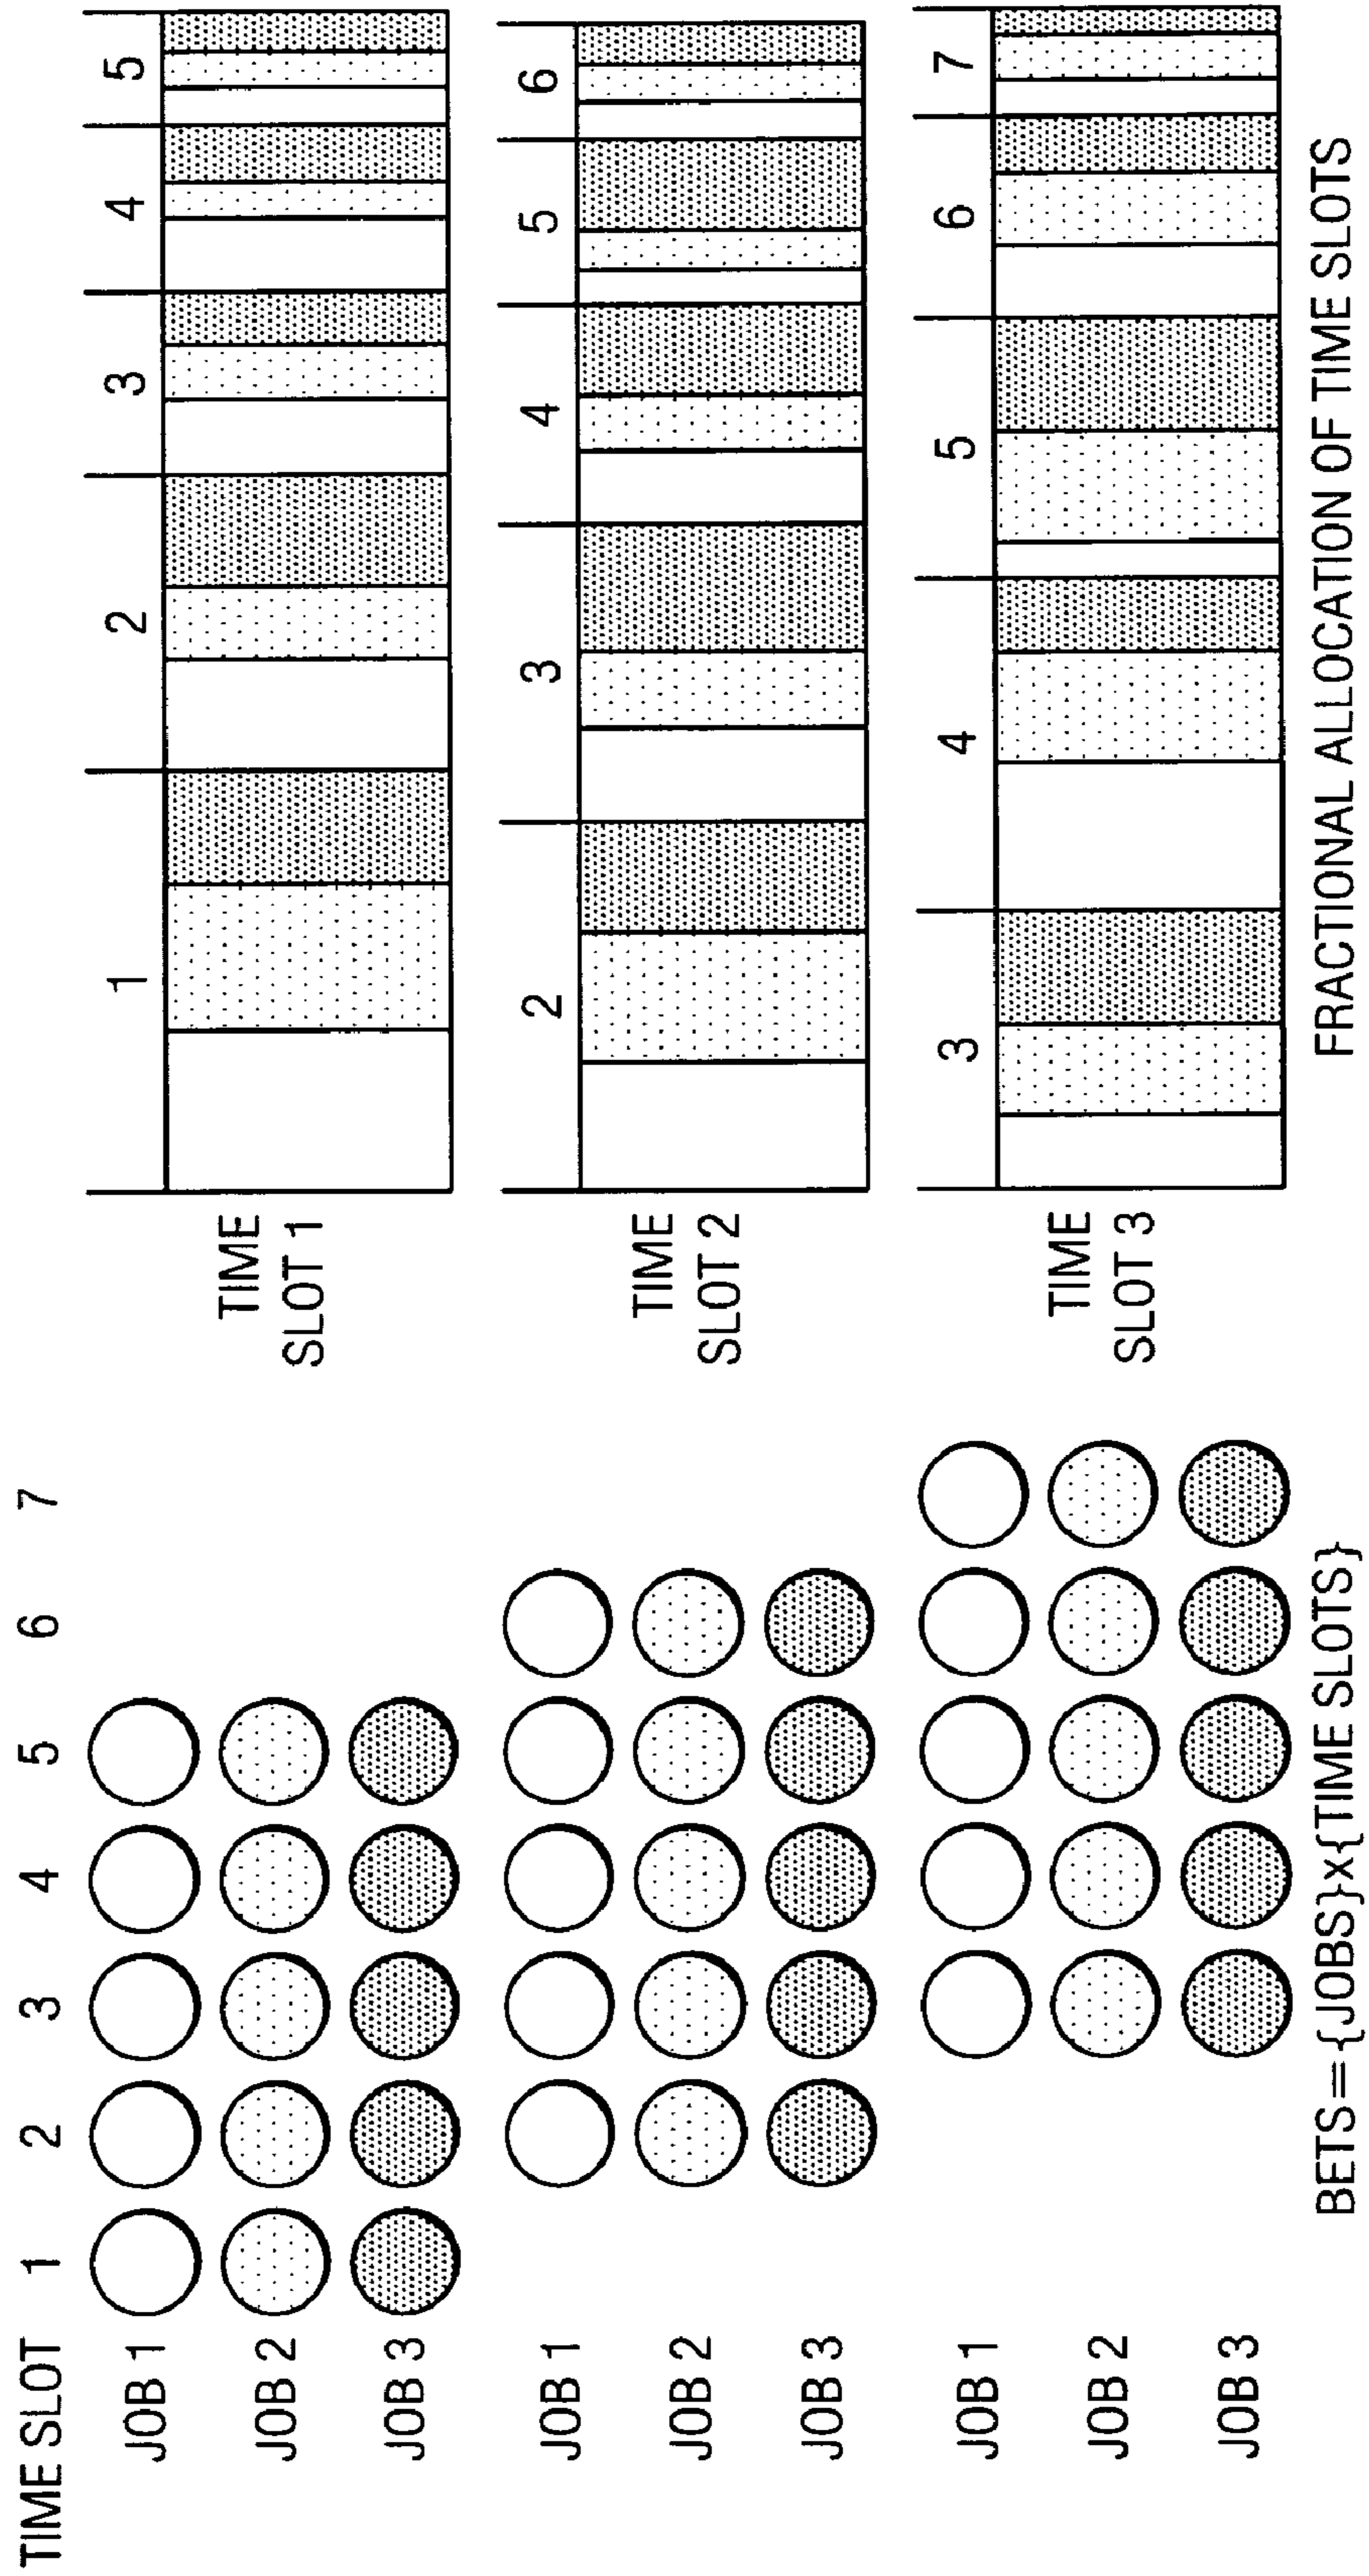 TIME SLOT 1 2 3 4 5 6 7
JOB 1
JOB 2
JOB 3
JOB 1
JOB 2
JOB 3
JOB 1
JOB 2
JOB 3
BETS={JOBS}x{TIME SLOTS}
1 2 3 4 5
TIME
SLOT 1
2 3 4 5 6
TIME
SLOT 2
3 4 5 6 7
TIME
SLOT 3
FRACTIONAL ALLOCATION OF TIME SLOTS